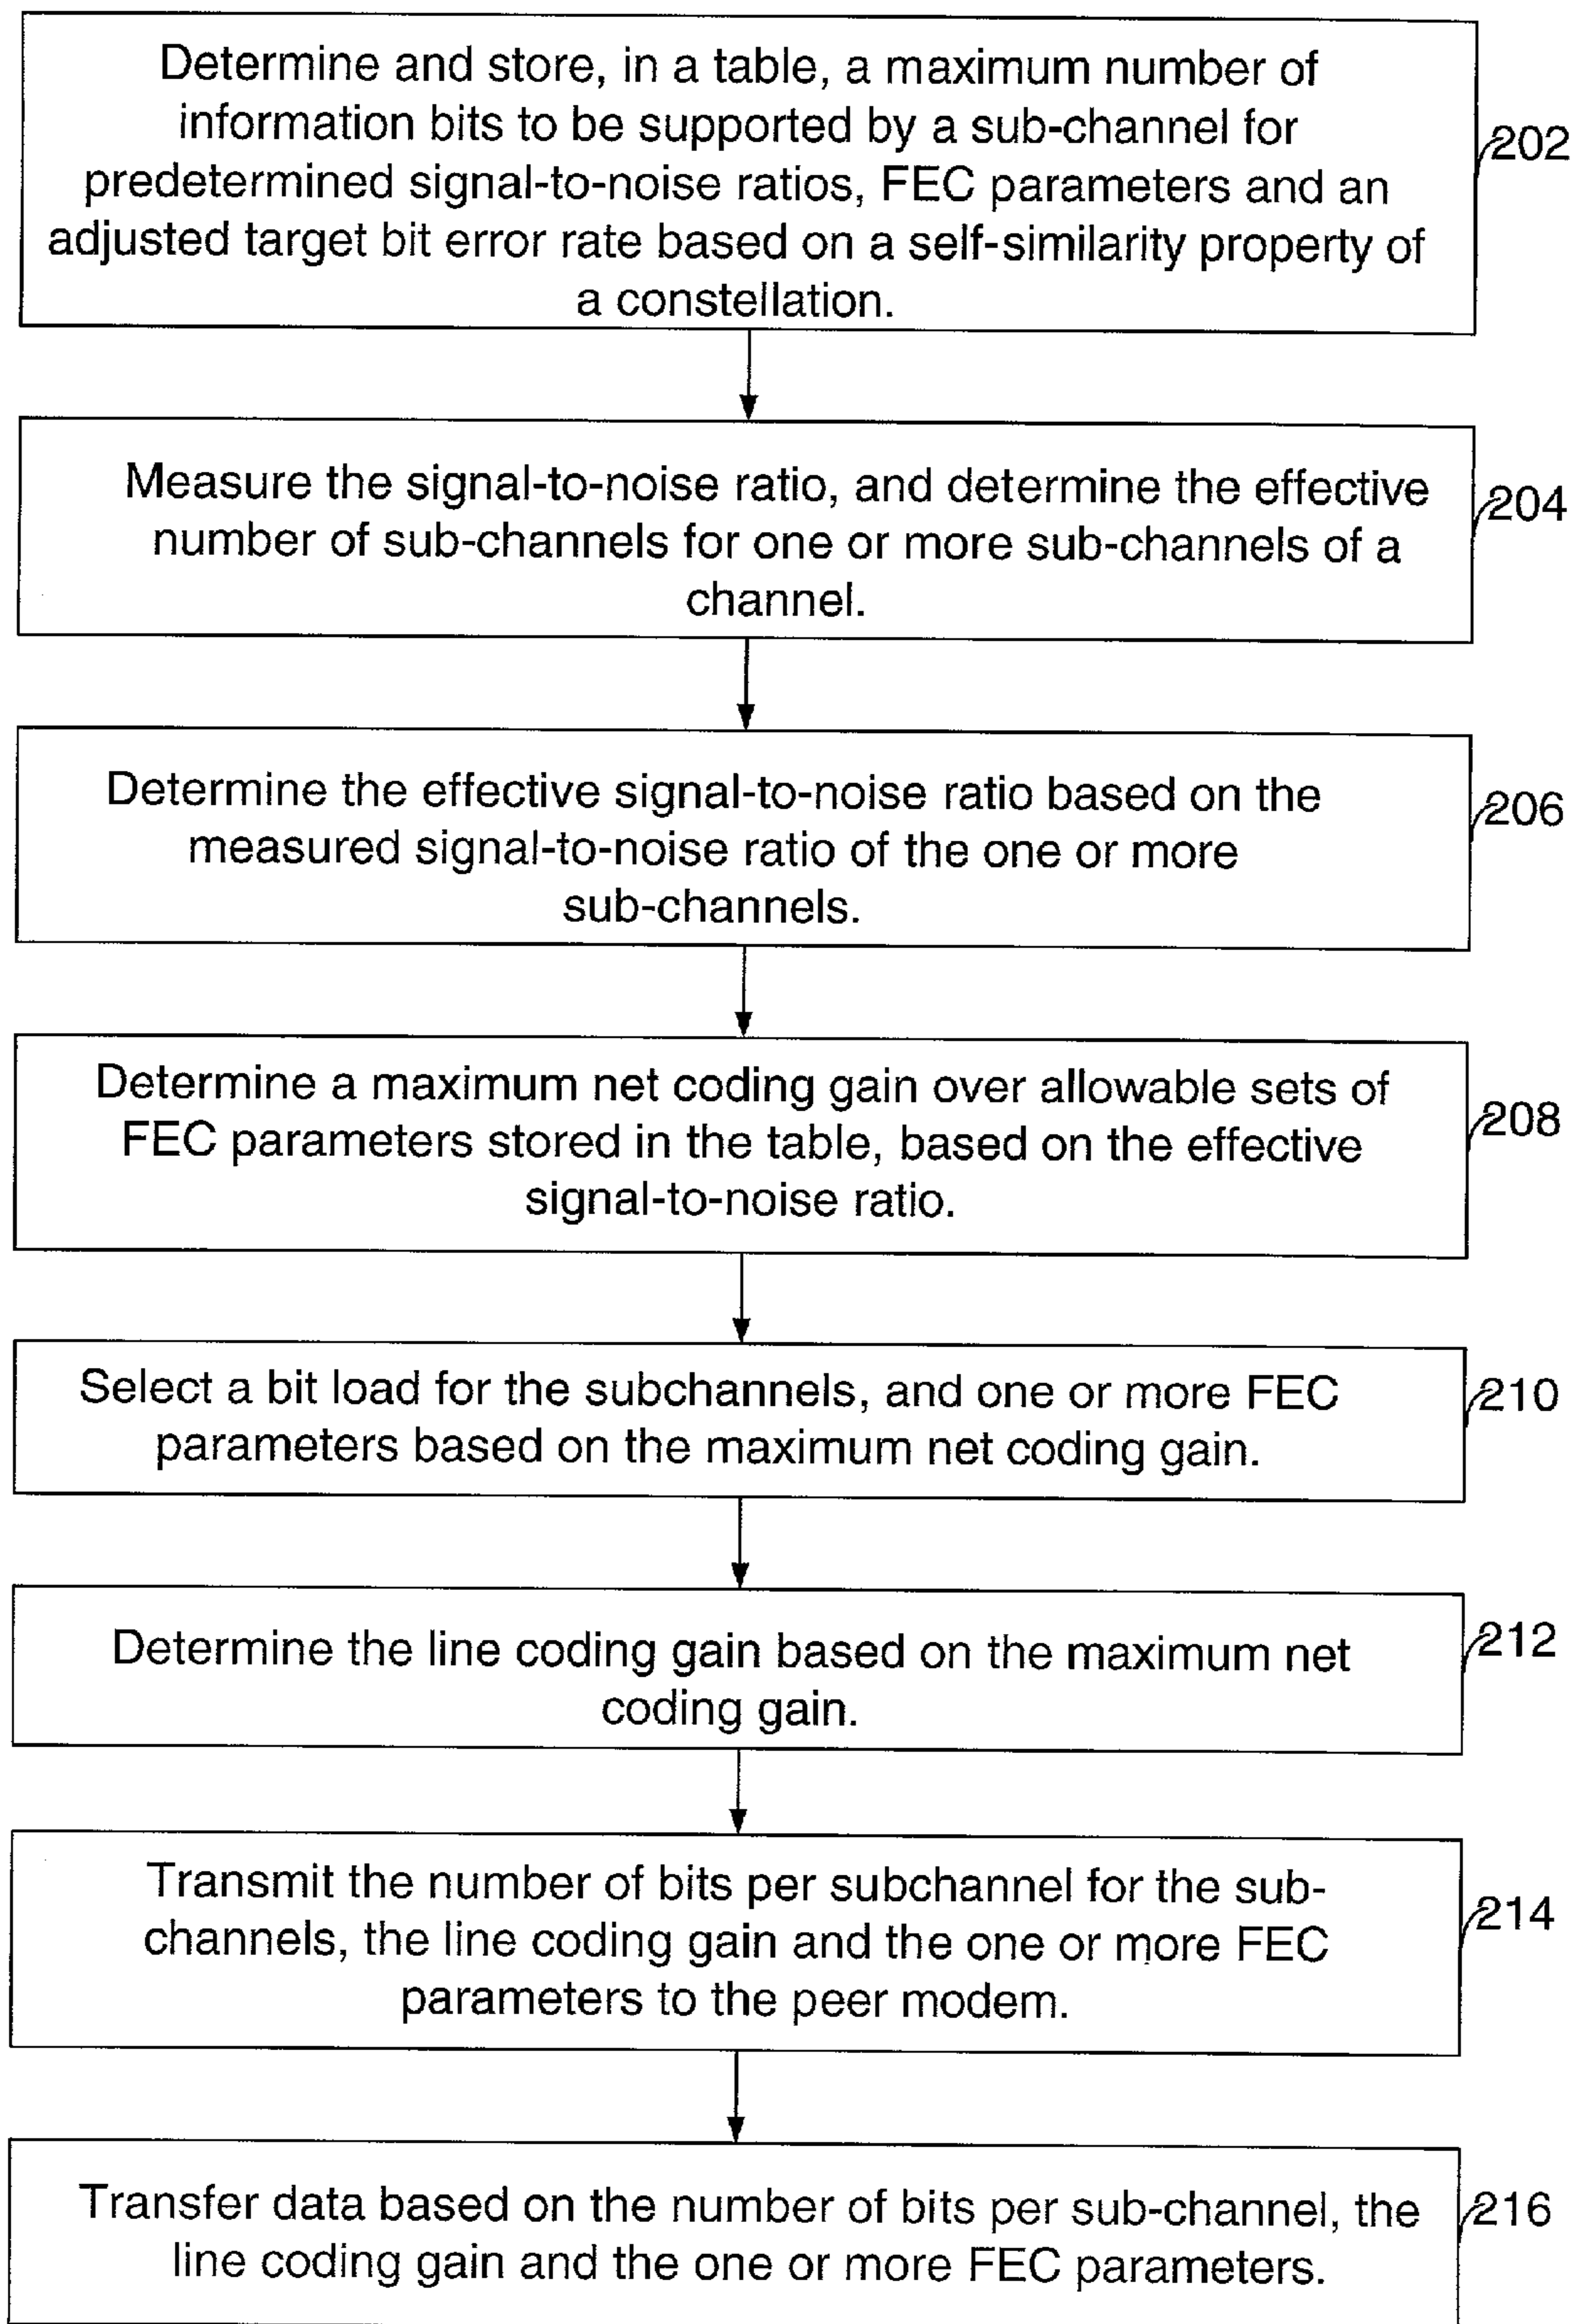 Determine and store, in a table, a maximum number of
information bits to be supported by a sub-channel for
predetermined signal-to-noise ratios, FEC parameters and an
adjusted target bit error rate based on a self-similarity property of
a constellation.
202
Measure the signal-to-noise ratio, and determine the effective
number of sub-channels for one or more sub-channels of a
channel.
204
Determine the effective signal-to-noise ratio based on the
measured signal-to-noise ratio of the one or more
sub-channels.
206
Determine a maximum net coding gain over allowable sets of
FEC parameters stored in the table, based on the effective
signal-to-noise ratio.
208
Select a bit load for the subchannels, and one or more FEC
parameters based on the maximum net coding gain.
210
Determine the line coding gain based on the maximum net
coding gain.
212
Transmit the number of bits per subchannel for the sub-
channels, the line coding gain and the one or more FEC
parameters to the peer modem.
214
Transfer data based on the number of bits per sub-channel, the
line coding gain and the one or more FEC parameters.
216